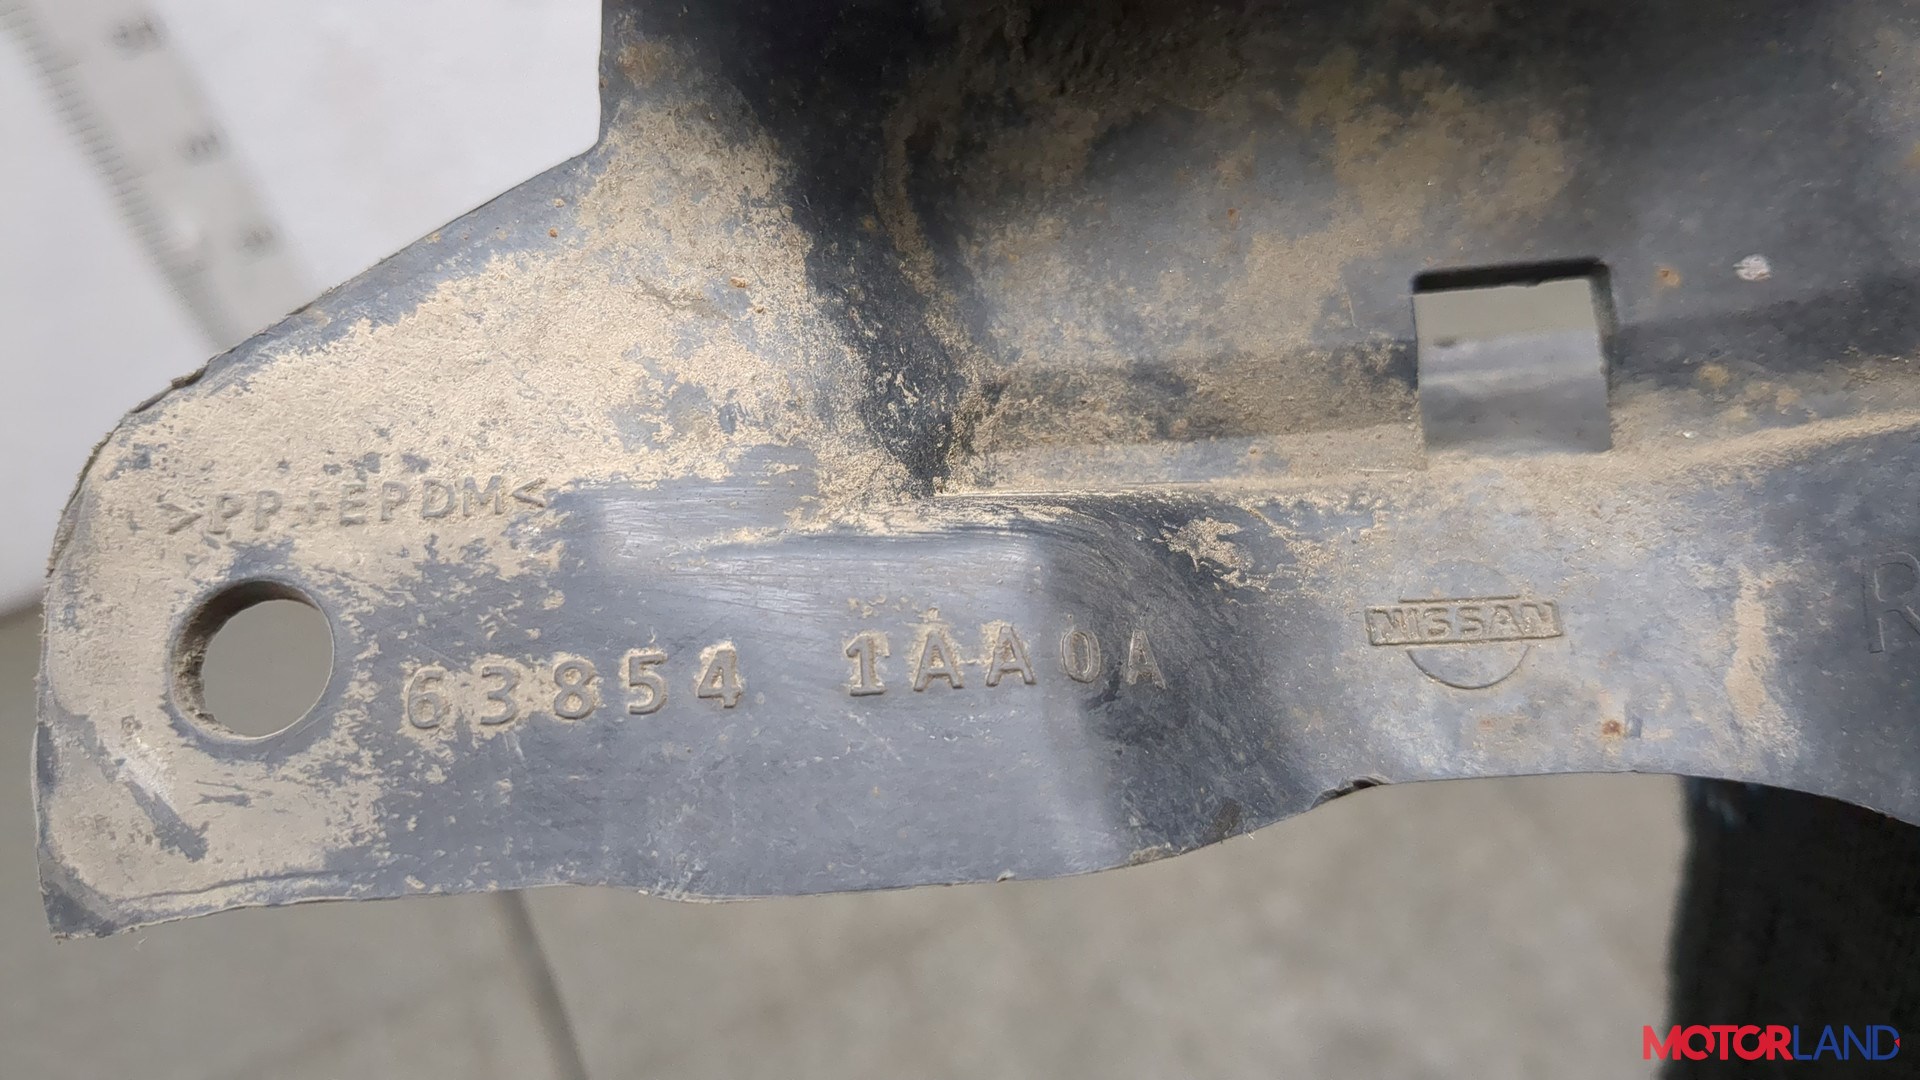 >PP+EPDM<
63854 1AA0A
NISSAN
R
MOTORLAND